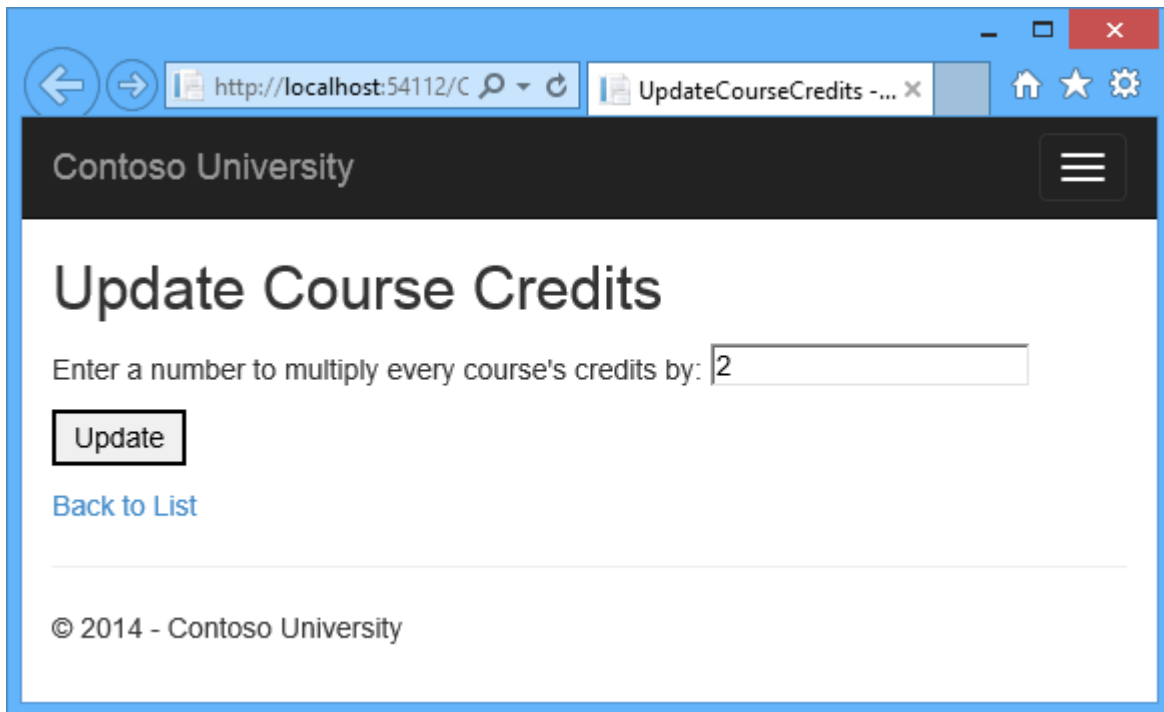 http://localhost:54112/C
UpdateCourseCredits -...
Contoso University
Update Course Credits
Enter a number to multiply every course's credits by: 2
Update
Back to List
© 2014 - Contoso University